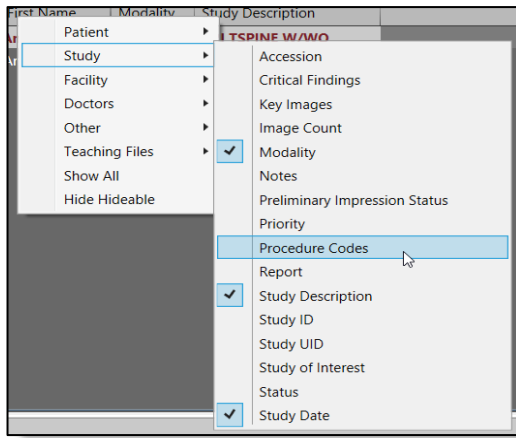 First Name Modality Study Description
TSPINE W/WO
Patient
Study
Facility
Doctors
Other
Teaching Files
Show All
Hide Hideable
Accession
Critical Findings
Key Images
Image Count
Modality
Notes
Preliminary Impression Status
Priority
Procedure Codes
Report
Study Description
Study ID
Study UID
Study of Interest
Status
Study Date